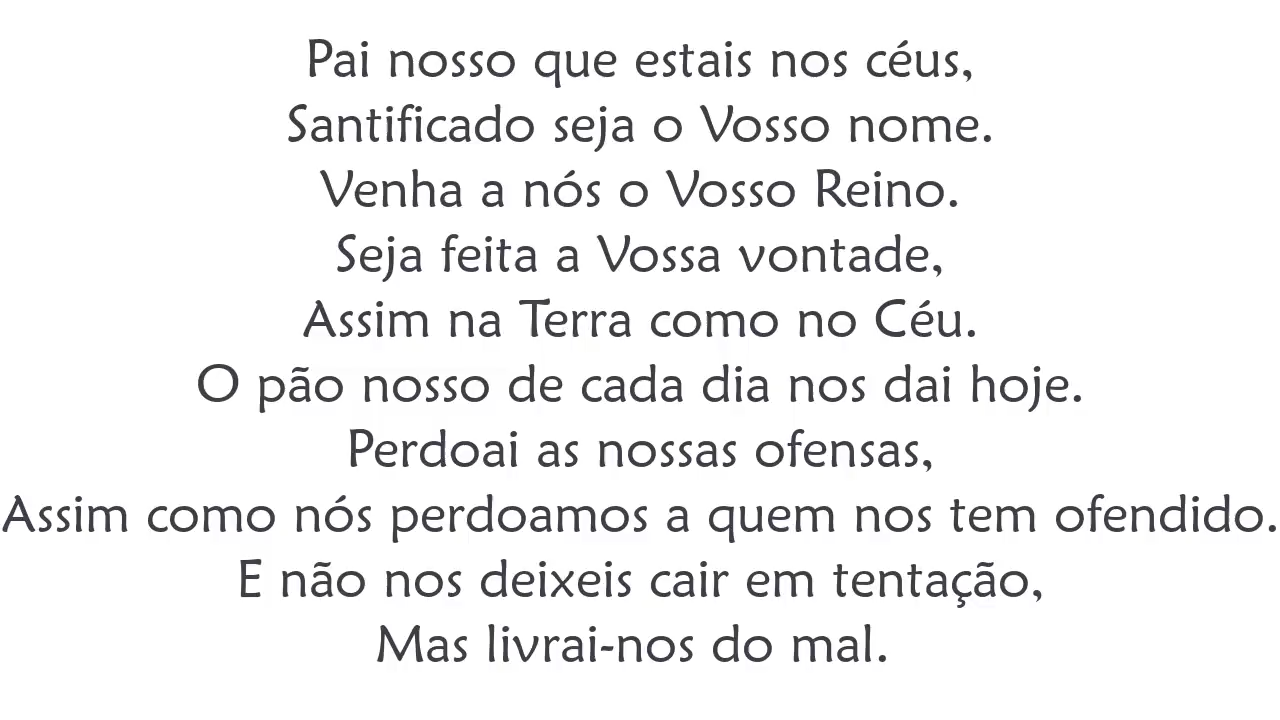 Pai nosso que estais nos céus,
Santificado seja o Vosso nome.
Venha a nós o Vosso Reino.
Seja feita a Vossa vontade,
Assim na Terra como no Céu.
O pão nosso de cada dia nos dai hoje.
Perdoai as nossas ofensas,
Assim como nós perdoamos a quem nos tem ofendido.
E não nos deixeis cair em tentação,
Mas livrai-nos do mal.